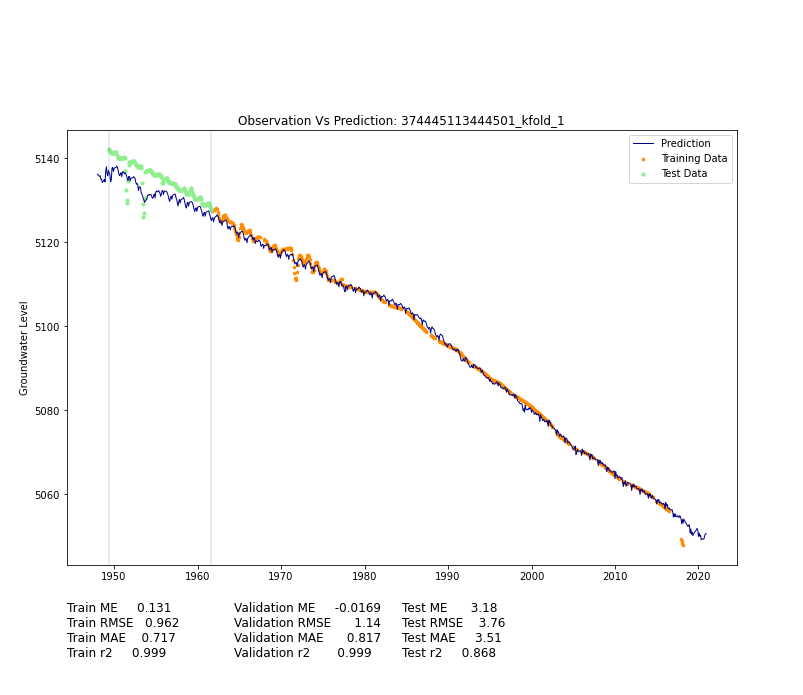 Observation Vs Prediction: 374445113444501_kfold_1
Prediction
Training Data
Test Data
Groundwater Level
5140
5120
5100
5080
5060
1950 1960 1970 1980 1990 2000 2010 2020
Train ME 0.131 Validation ME -0.0169 Test ME 3.18
Train RMSE 0.962 Validation RMSE 1.14 Test RMSE 3.76
Train MAE 0.717 Validation MAE 0.817 Test MAE 3.51
Train r2 0.999 Validation r2 0.999 Test r2 0.868